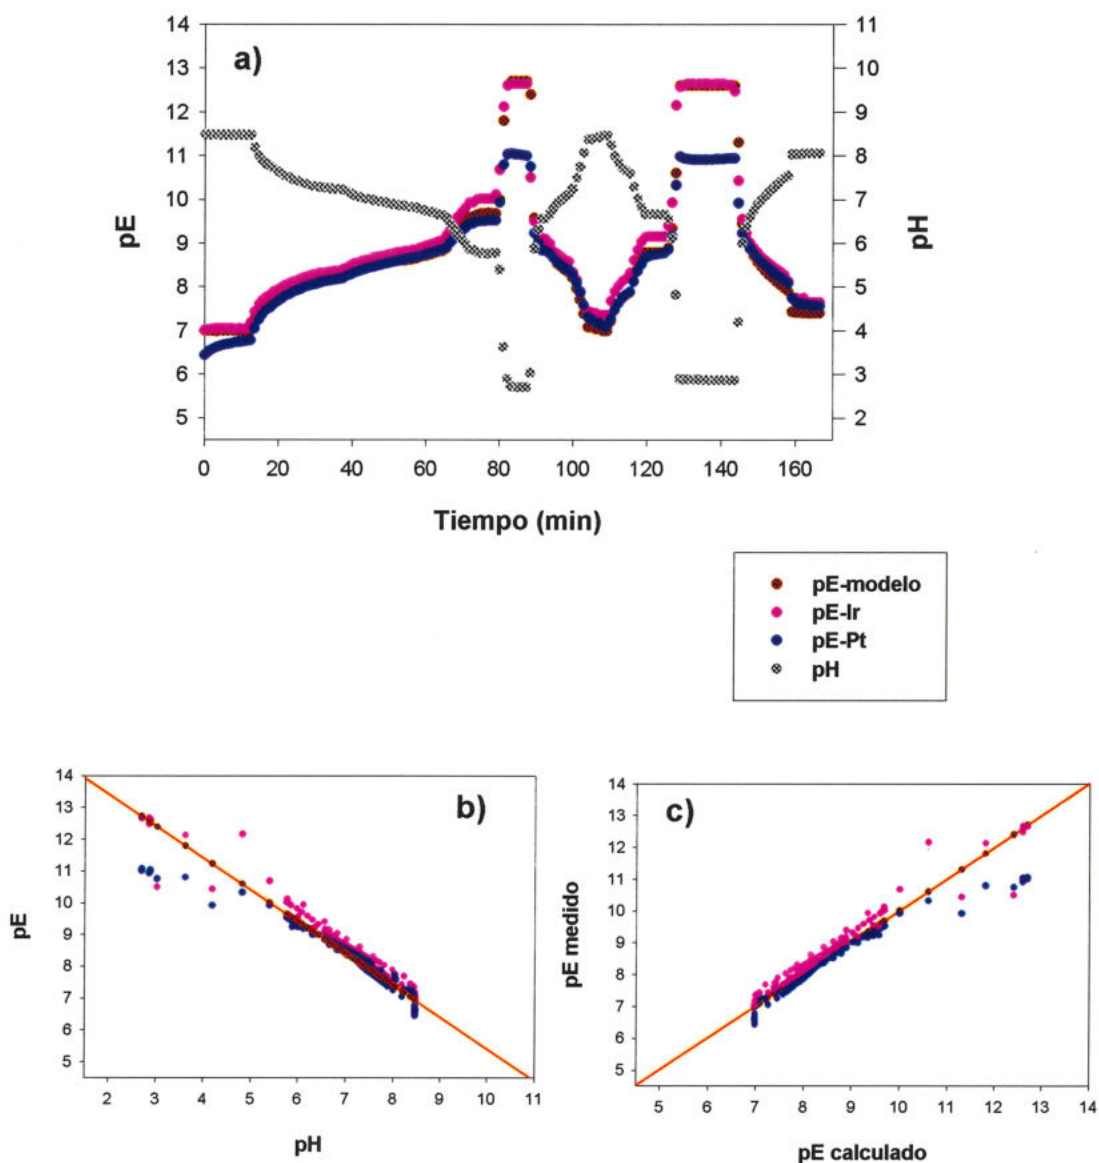 a)
14
13
12
11
10
9
8
7
6
5
pE
11
10
9
8
7
6
5
4
3
2
pH
0 20 40 60 80 100 120 140 160
Tiempo (min)
pE-modelo
pE-Ir
pE-Pt
pH
b)
14
13
12
11
10
9
8
7
6
5
pE
2 3 4 5 6 7 8 9 10 11
pH
c)
14
13
12
11
10
9
8
7
6
5
pE medido
5 6 7 8 9 10 11 12 13 14
pE calculado